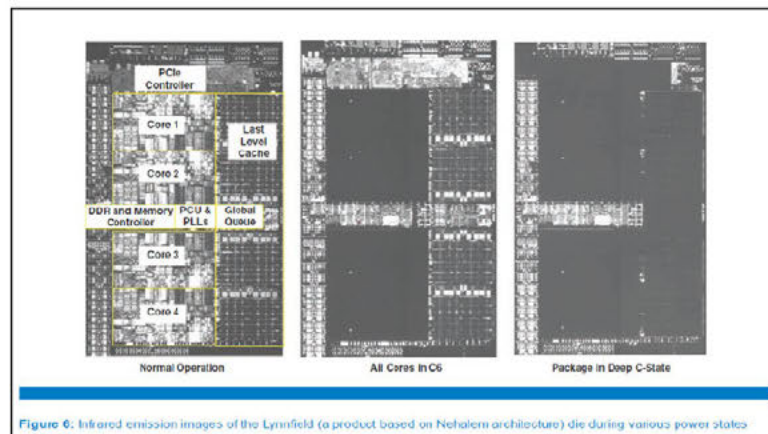 PCIe
Controller
Core 1
Last
Level
Cache
Core 2
DDR and Memory
Controller
PCU &
PLLs
Global
Queue
Core 3
Core 4
Normal Operation
All Cores in C6
Package in Deep C-State
Figure 6: Infrared emission images of the Lynnfield (a product based on Nehalem architecture) die during various power states